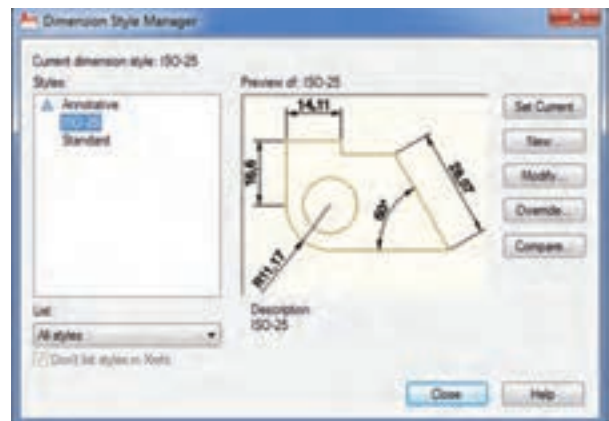 Dimension Style Manager
Current dimension style: ISO-25
Styles:
Annotative
ISO-25
Standard
List:
All styles
Don't list styles in Xrefs
Preview of: ISO-25
14,11
16,6
R11,17
60°
Description
ISO-25
Set Current
New...
Modify...
Override...
Compare...
Close
Help